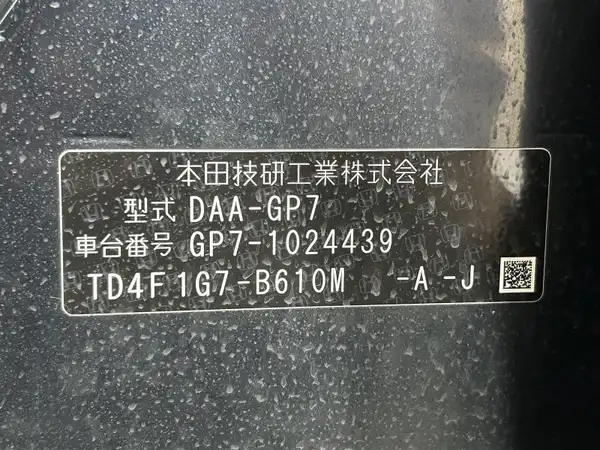 本田技研工業株式会社
型式 DAA-GP7
車台番号 GP7-1024439
TD4F1G7-B610M -A-J